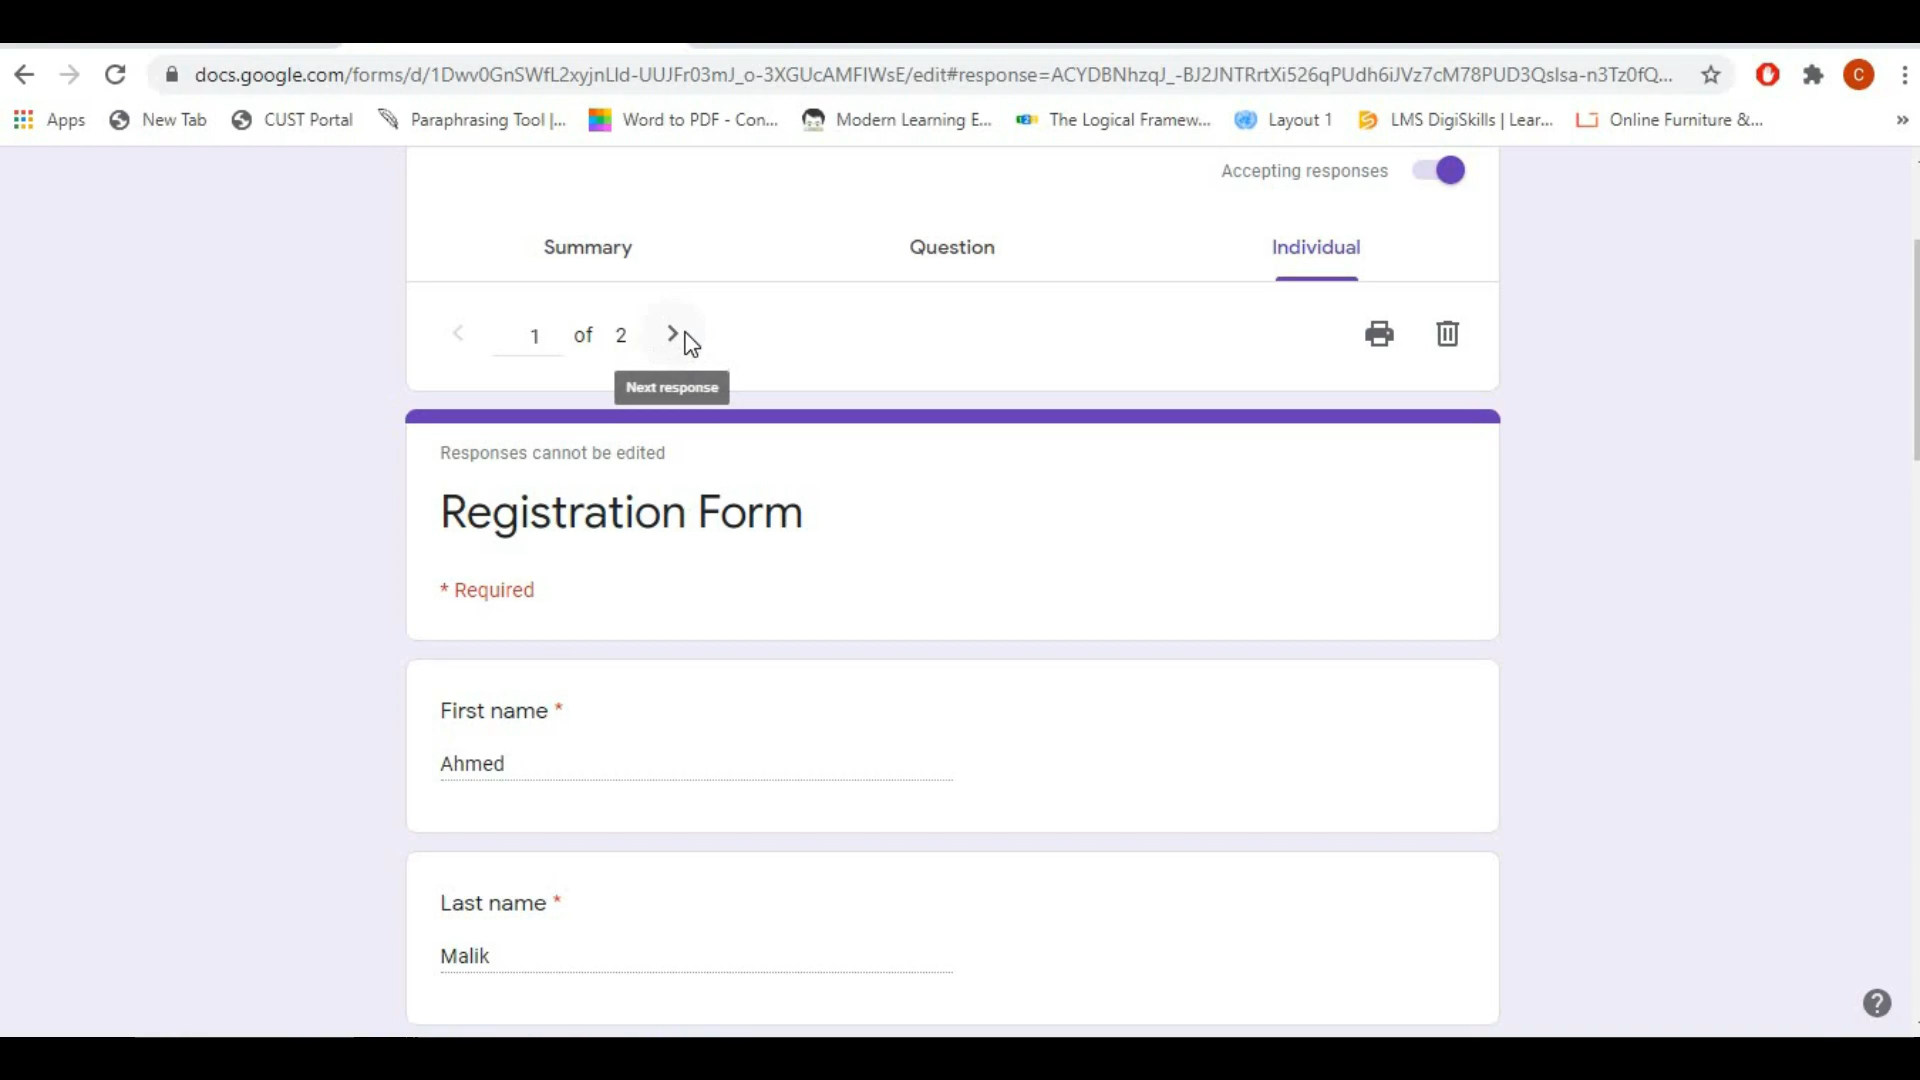 docs.google.com/forms/d/1Dwv0GnSWfL2xyjnLId-UUJFr03mJ_o-3XGUcAMFIWsE/edit#response=ACYDBNhzqJ_-BJ2JNTRrtXi526qPUdh6iJVz7cM78PUD3QsIsa-n3Tz0fQ...
C
Apps New Tab CUST Portal Paraphrasing Tool |... Word to PDF - Con... Modern Learning E... The Logical Framew... Layout 1 LMS DigiSkills | Lear... Online Furniture &... »
Accepting responses
Summary Question Individual
1 of 2
Next response
Responses cannot be edited
Registration Form
* Required
First name *
Ahmed
Last name *
Malik